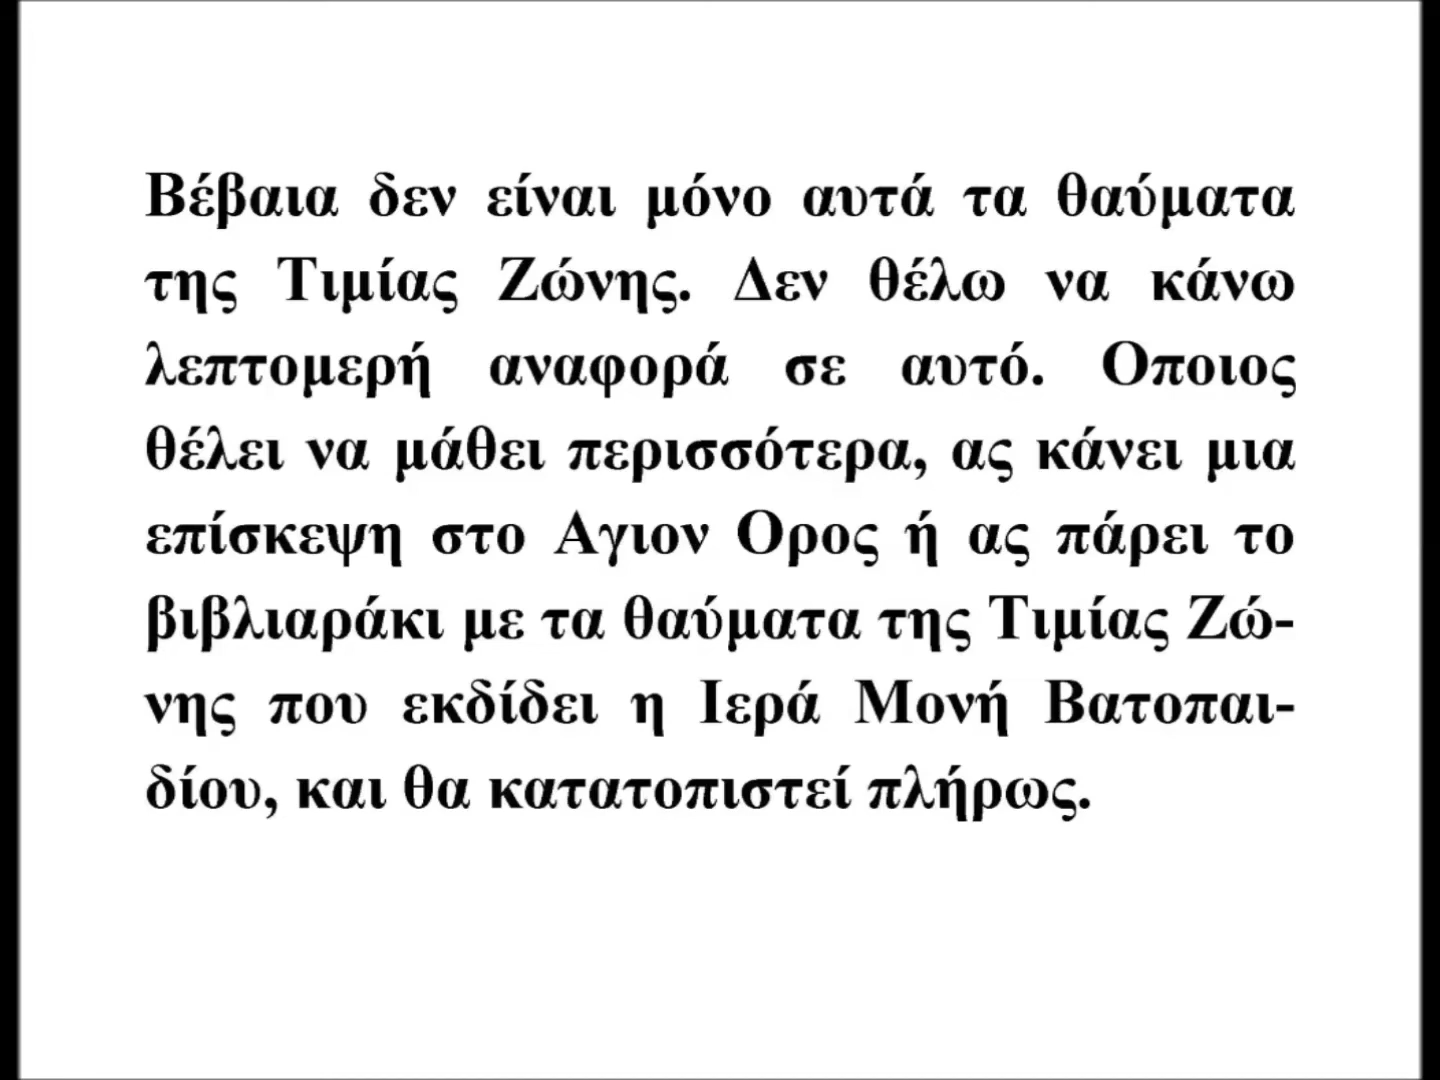 Βέβαια δεν είναι μόνο αυτά τα θαύματα
της Τιμίας Ζώνης. Δεν θέλω να κάνω
λεπτομερή αναφορά σε αυτό. Οποιος
θέλει να μάθει περισσότερα, ας κάνει μια
επίσκεψη στο Αγιον Ορος ή ας πάρει το
βιβλιαράκι με τα θαύματα της Τιμίας Ζώ-
νης που εκδίδει η Ιερά Μονή Βατοπαι-
δίου, και θα κατατοπιστεί πλήρως.